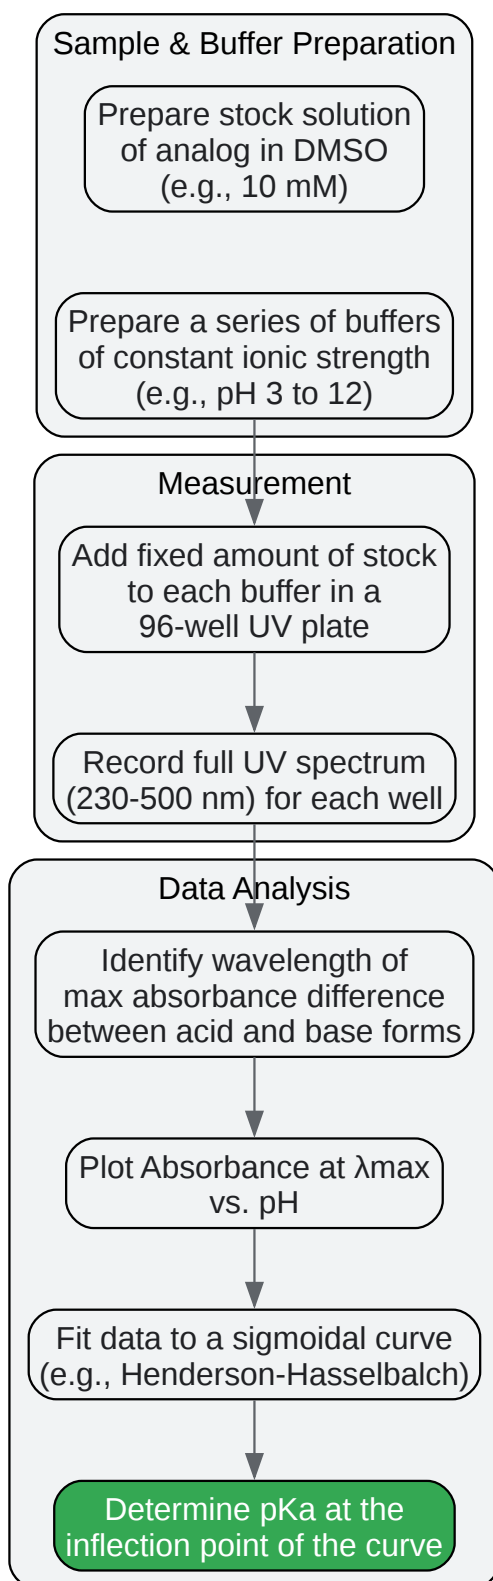 Sample & Buffer Preparation
Prepare stock solution
of analog in DMSO
(e.g., 10 mM)
Prepare a series of buffers
of constant ionic strength
(e.g., pH 3 to 12)
Measurement
Add fixed amount of stock
to each buffer in a
96-well UV plate
Record full UV spectrum
(230-500 nm) for each well
Data Analysis
Identify wavelength of
max absorbance difference
between acid and base forms
Plot Absorbance at λmax
vs. pH
Fit data to a sigmoidal curve
(e.g., Henderson-Hasselbalch)
Determine pKa at the
inflection point of the curve